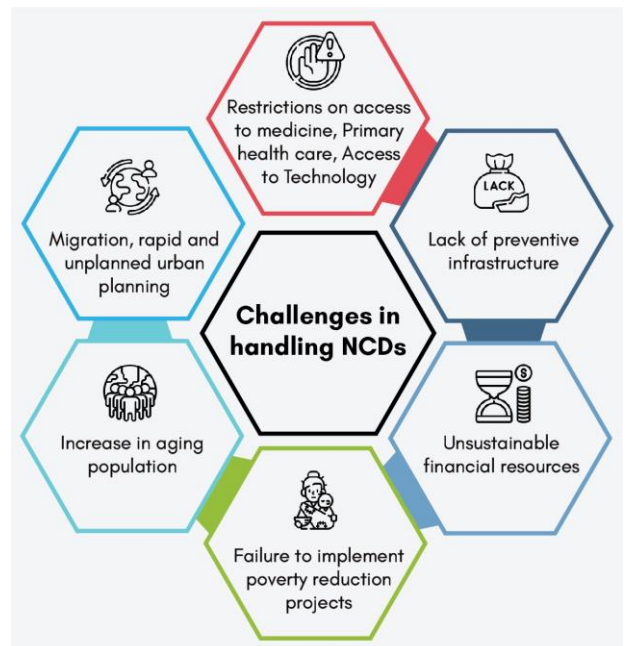 Restrictions on access
to medicine, Primary
health care, Access
to Technology
LACK
Lack of preventive
infrastructure
$
Unsustainable
financial resources
Failure to implement
poverty reduction
projects
Increase in aging
population
Migration, rapid and
unplanned urban
planning
Challenges in
handling NCDs